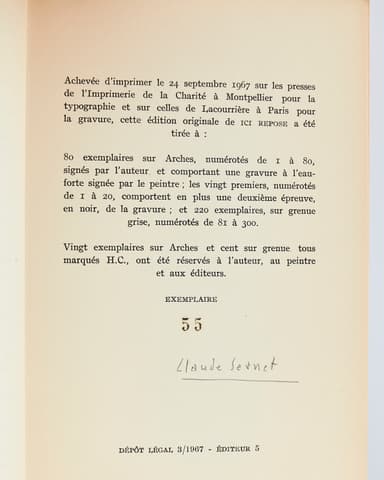 Achevée d'imprimer le 24 septembre 1967 sur les presses
de l'Imprimerie de la Charité à Montpellier pour la
typographie et sur celles de Lacourrière à Paris pour
la gravure, cette édition originale de ICI REPOSE a été
tirée à :
80 exemplaires sur Arches, numérotés de 1 à 80,
signés par l'auteur et comportant une gravure à l'eau-
forte signée par le peintre ; les vingt premiers, numérotés
de 1 à 20, comportent en plus une deuxième épreuve,
en noir, de la gravure ; et 220 exemplaires, sur grenue
grise, numérotés de 81 à 300.
Vingt exemplaires sur Arches et cent sur grenue tous
marqués H.C., ont été réservés à l'auteur, au peintre
et aux éditeurs.
EXEMPLAIRE
55
Claude Sernet
DÉPÔT LÉGAL 3/1967 - ÉDITEUR 5